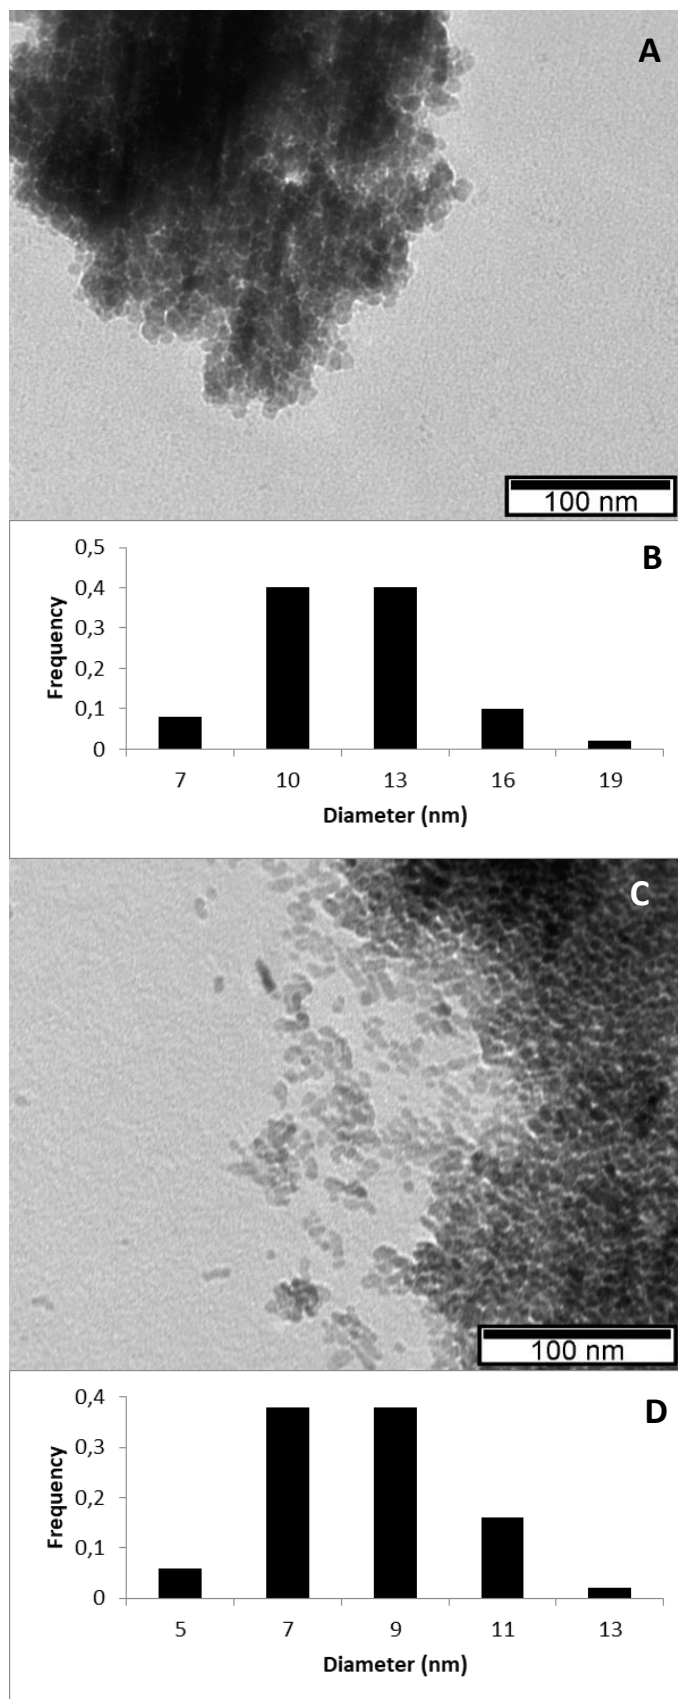 A
100 nm
B
0,5
0,4
0,3
0,2
0,1
0
Frequency
7 10 13 16 19
Diameter (nm)
C
100 nm
D
0,4
0,3
0,2
0,1
0
Frequency
5 7 9 11 13
Diameter (nm)